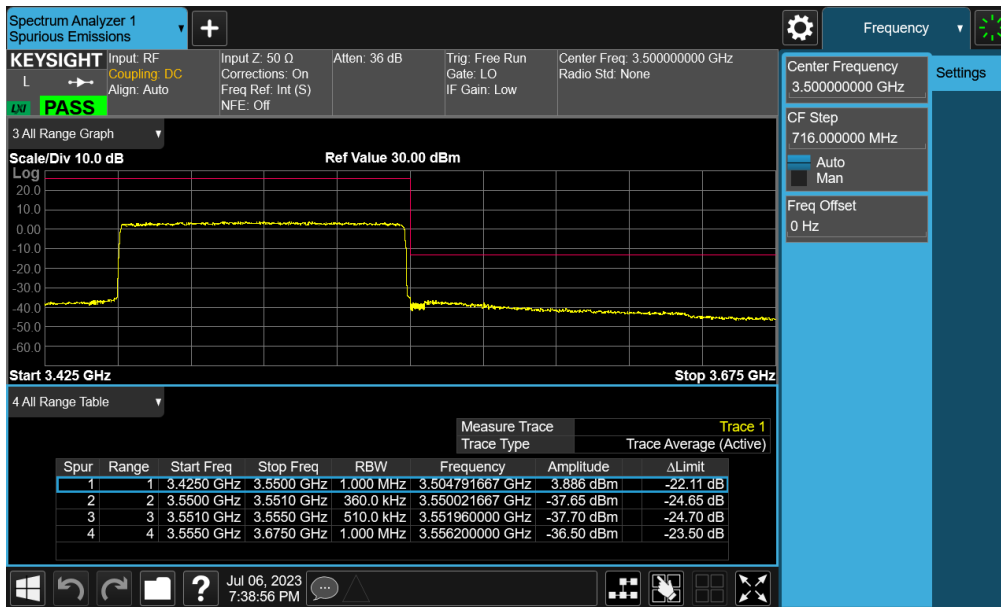 Spectrum Analyzer 1
Spurious Emissions
Frequency
KEYSIGHT
L
LXI
PASS
Input: RF
Coupling: DC
Align: Auto
Input Z: 50 Ω
Corrections: On
Freq Ref: Int (S)
NFE: Off
Atten: 36 dB
Trig: Free Run
Gate: LO
IF Gain: Low
Center Freq: 3.500000000 GHz
Radio Std: None
Center Frequency
3.500000000 GHz
Settings
CF Step
716.000000 MHz
Auto
Man
Freq Offset
0 Hz
3 All Range Graph
Scale/Div 10.0 dB
Ref Value 30.00 dBm
Log
20.0
10.0
0.00
-10.0
-20.0
-30.0
-40.0
-50.0
-60.0
Start 3.425 GHz
Stop 3.675 GHz
4 All Range Table
Measure Trace Trace 1
Trace Type Trace Average (Active)
Spur Range Start Freq Stop Freq RBW Frequency Amplitude ΔLimit
1 1 3.4250 GHz 3.5500 GHz 1.000 MHz 3.504791667 GHz 3.886 dBm -22.11 dB
2 2 3.5500 GHz 3.5510 GHz 360.0 kHz 3.550021667 GHz -37.65 dBm -24.65 dB
3 3 3.5510 GHz 3.5550 GHz 510.0 kHz 3.551960000 GHz -37.70 dBm -24.70 dB
4 4 3.5550 GHz 3.6750 GHz 1.000 MHz 3.556200000 GHz -36.50 dBm -23.50 dB
?
Jul 06, 2023
7:38:56 PM